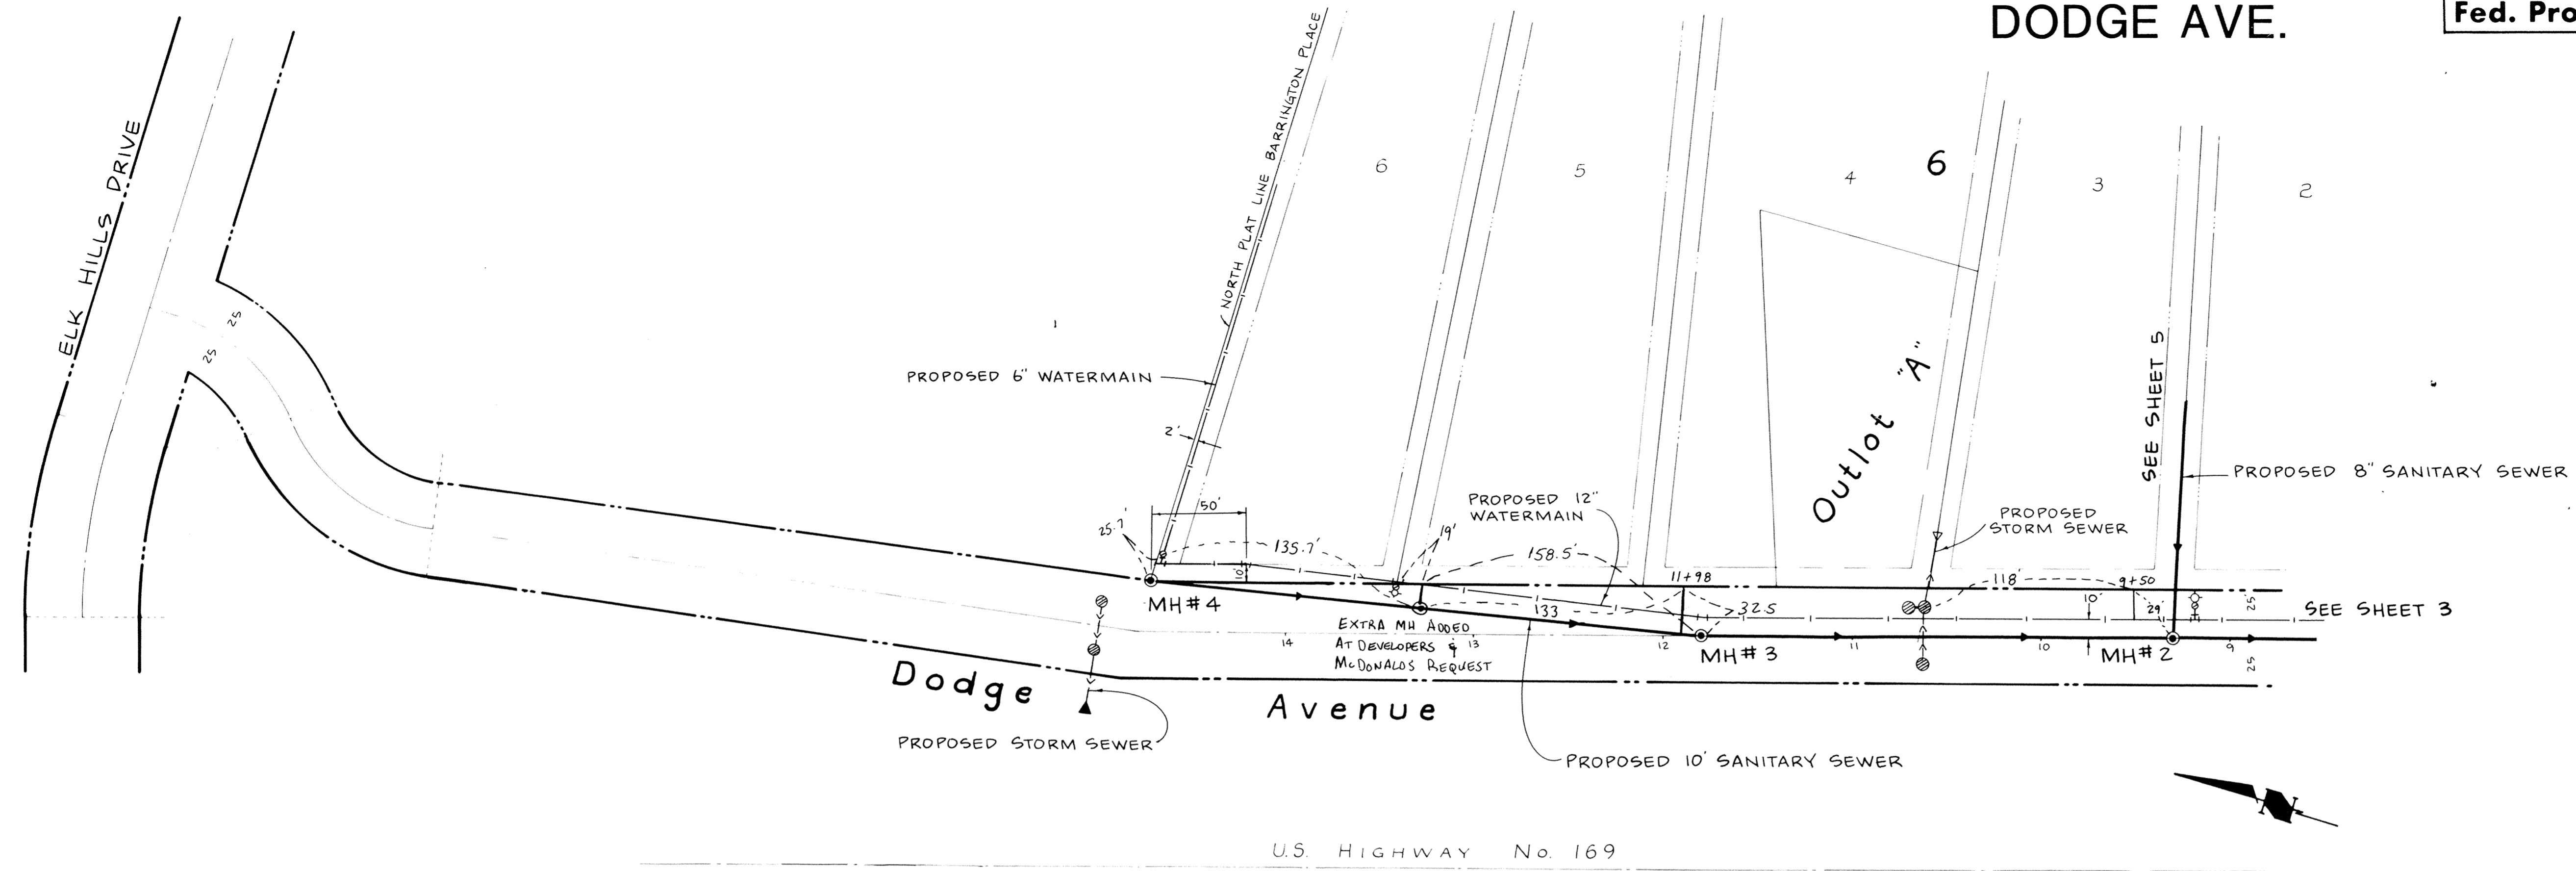 DODGE AVE.
Fed. Pro
ELK HILLS DRIVE
25
25
NORTH PLAT LINE BARRINGTON PLACE
6
5
4
6
3
2
PROPOSED 6" WATERMAIN
2'
Outlot "A"
SEE SHEET 5
PROPOSED 8" SANITARY SEWER
50'
25.7'
135.7'
10'
19'
PROPOSED 12"
WATERMAIN
158.5'
PROPOSED
STORM SEWER
11+98
118'
9+50
MH#4
133
32.5
10'
29'
25
SEE SHEET 3
EXTRA MH ADDED
AT DEVELOPERS &
MCDONALDS REQUEST
14
13
12
11
10
9
MH#3
MH#2
25
Dodge Avenue
PROPOSED STORM SEWER
PROPOSED 10' SANITARY SEWER
N
U.S. HIGHWAY No. 169